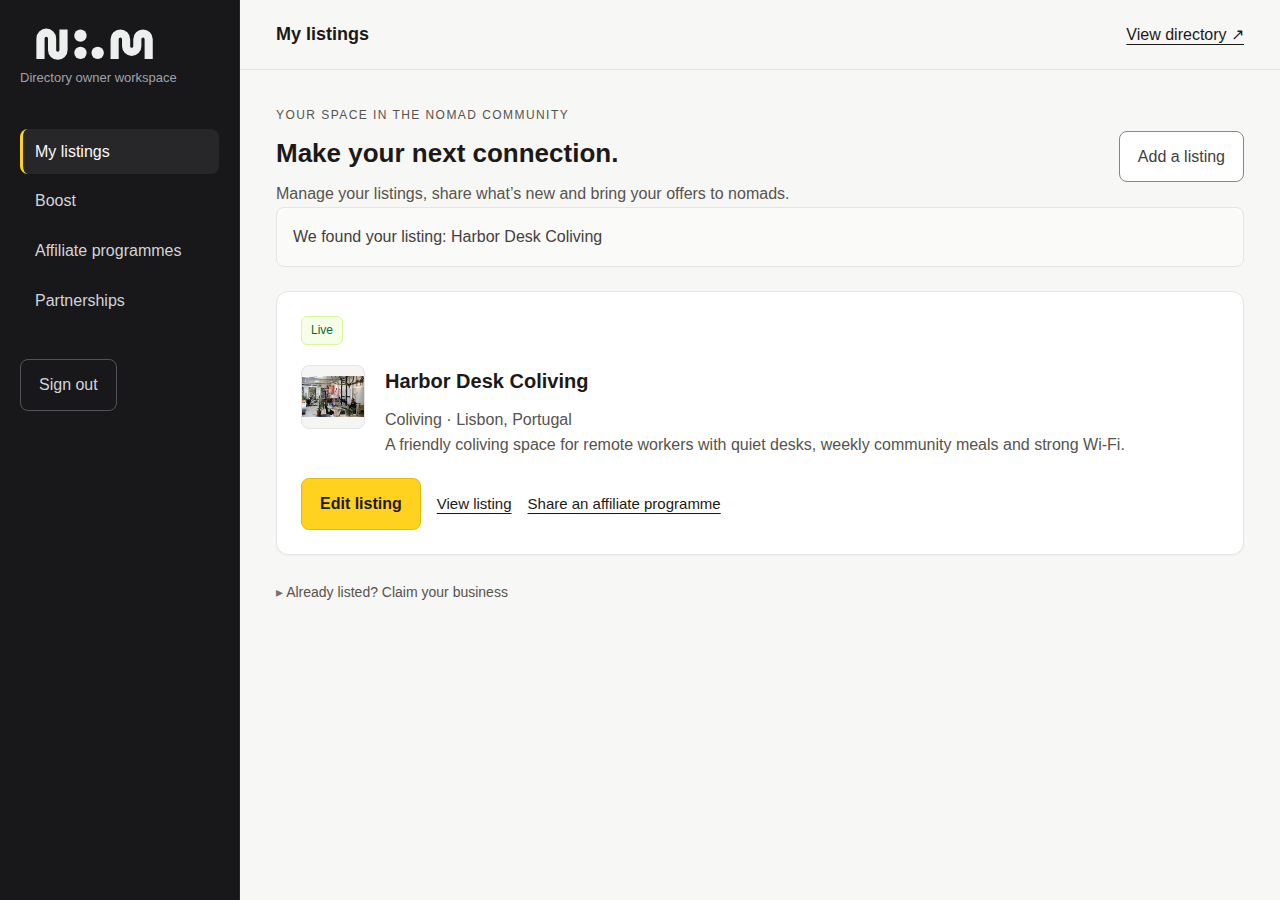 N:.M
Directory owner workspace
My listings
Boost
Affiliate programmes
Partnerships
Sign out
My listings
View directory ↗
YOUR SPACE IN THE NOMAD COMMUNITY
Make your next connection.
Manage your listings, share what’s new and bring your offers to nomads.
Add a listing
We found your listing: Harbor Desk Coliving
Live
Harbor Desk Coliving
Coliving · Lisbon, Portugal
A friendly coliving space for remote workers with quiet desks, weekly community meals and strong Wi-Fi.
Edit listing
View listing
Share an affiliate programme
▸ Already listed? Claim your business